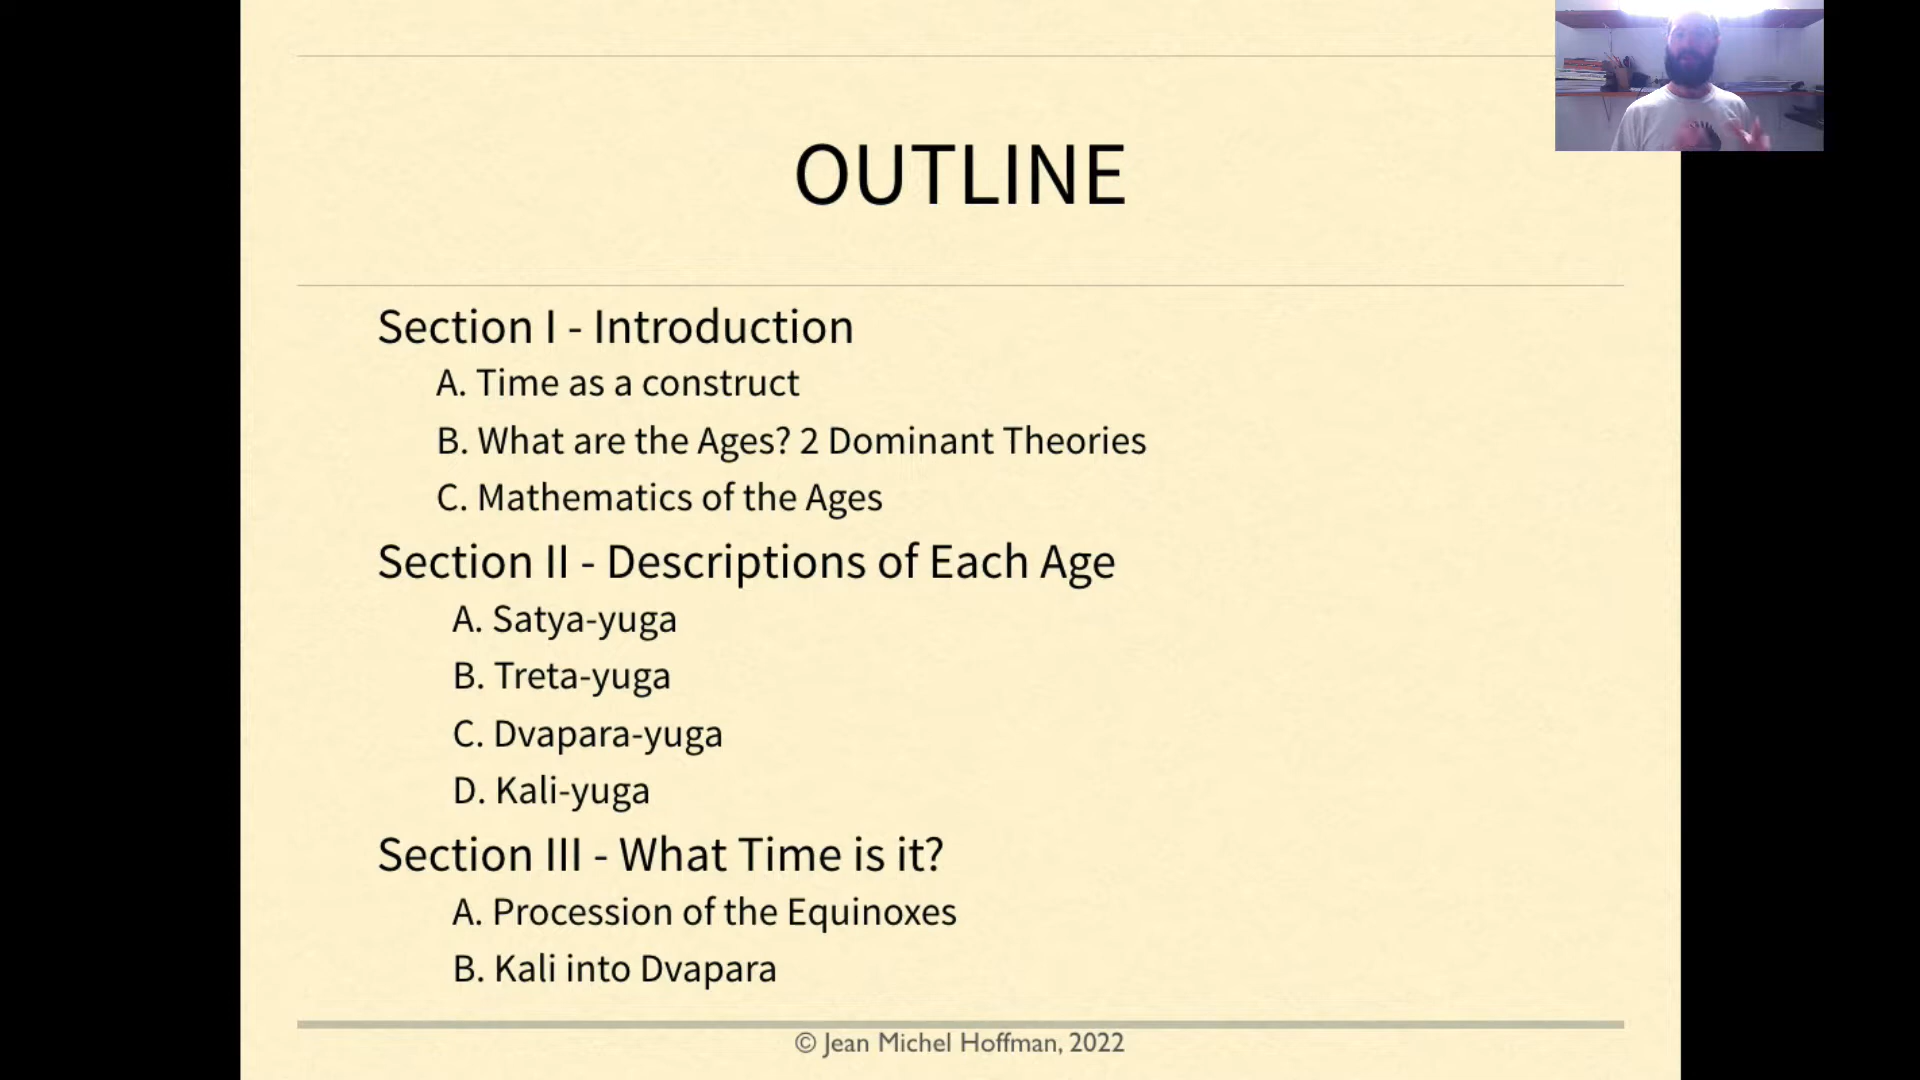 OUTLINE
Section I - Introduction
A. Time as a construct
B. What are the Ages? 2 Dominant Theories
C. Mathematics of the Ages
Section II - Descriptions of Each Age
A. Satya-yuga
B. Treta-yuga
C. Dvapara-yuga
D. Kali-yuga
Section III - What Time is it?
A. Procession of the Equinoxes
B. Kali into Dvapara
© Jean Michel Hoffman, 2022